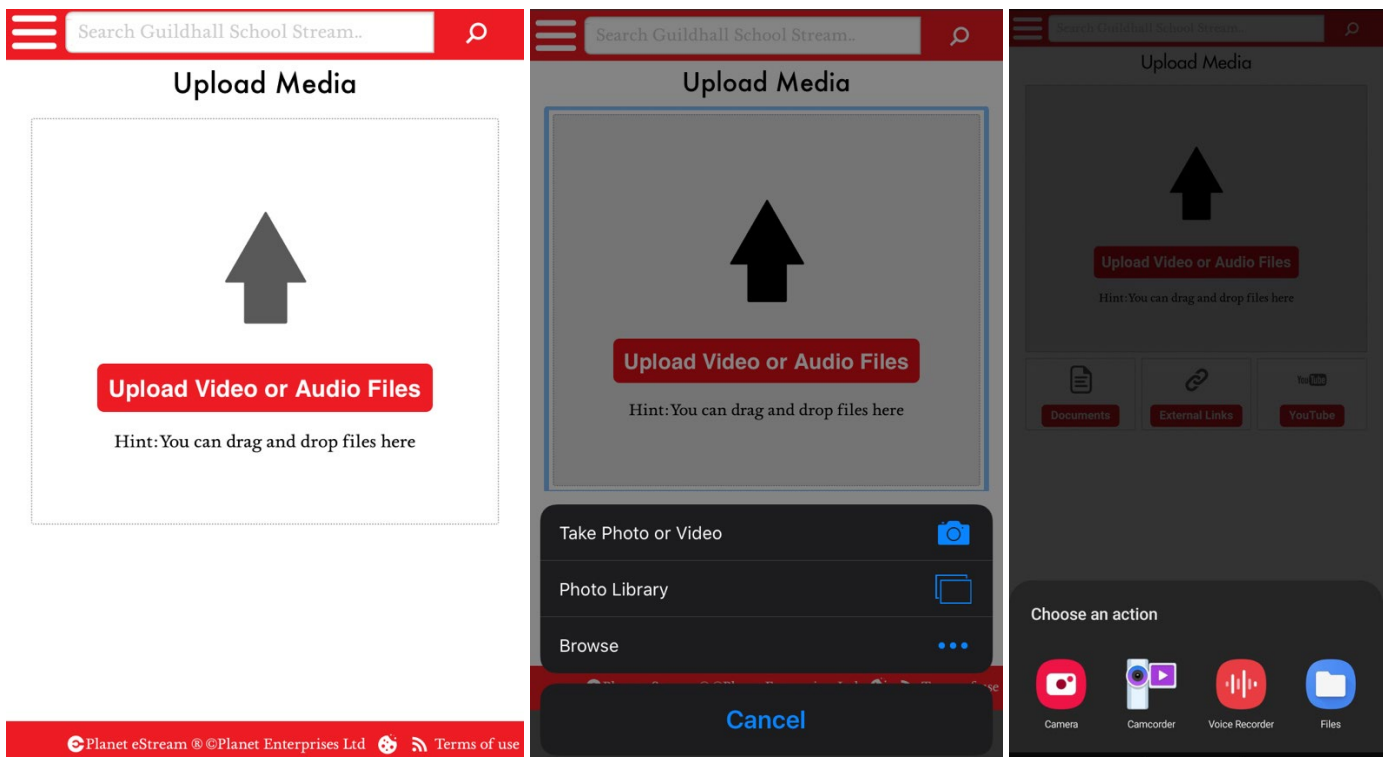 Search Guildhall School Stream..
Upload Media
Upload Video or Audio Files
Hint: You can drag and drop files here
Planet eStream ® ©Planet Enterprises Ltd Terms of use
Search Guildhall School Stream..
Upload Media
Upload Video or Audio Files
Hint: You can drag and drop files here
Take Photo or Video
Photo Library
Browse
Cancel
Search Guildhall School Stream..
Upload Media
Upload Video or Audio Files
Hint: You can drag and drop files here
YouTube
Documents External Links YouTube
Choose an action
Camera Camcorder Voice Recorder Files